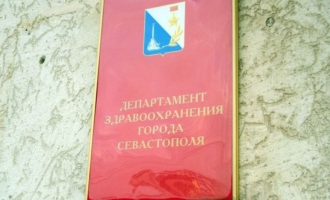 ДЕПАРТАМЕНТ
ЗДРАВООХРАНЕНИЯ
ГОРОДА
СЕВАСТОПОЛЯ